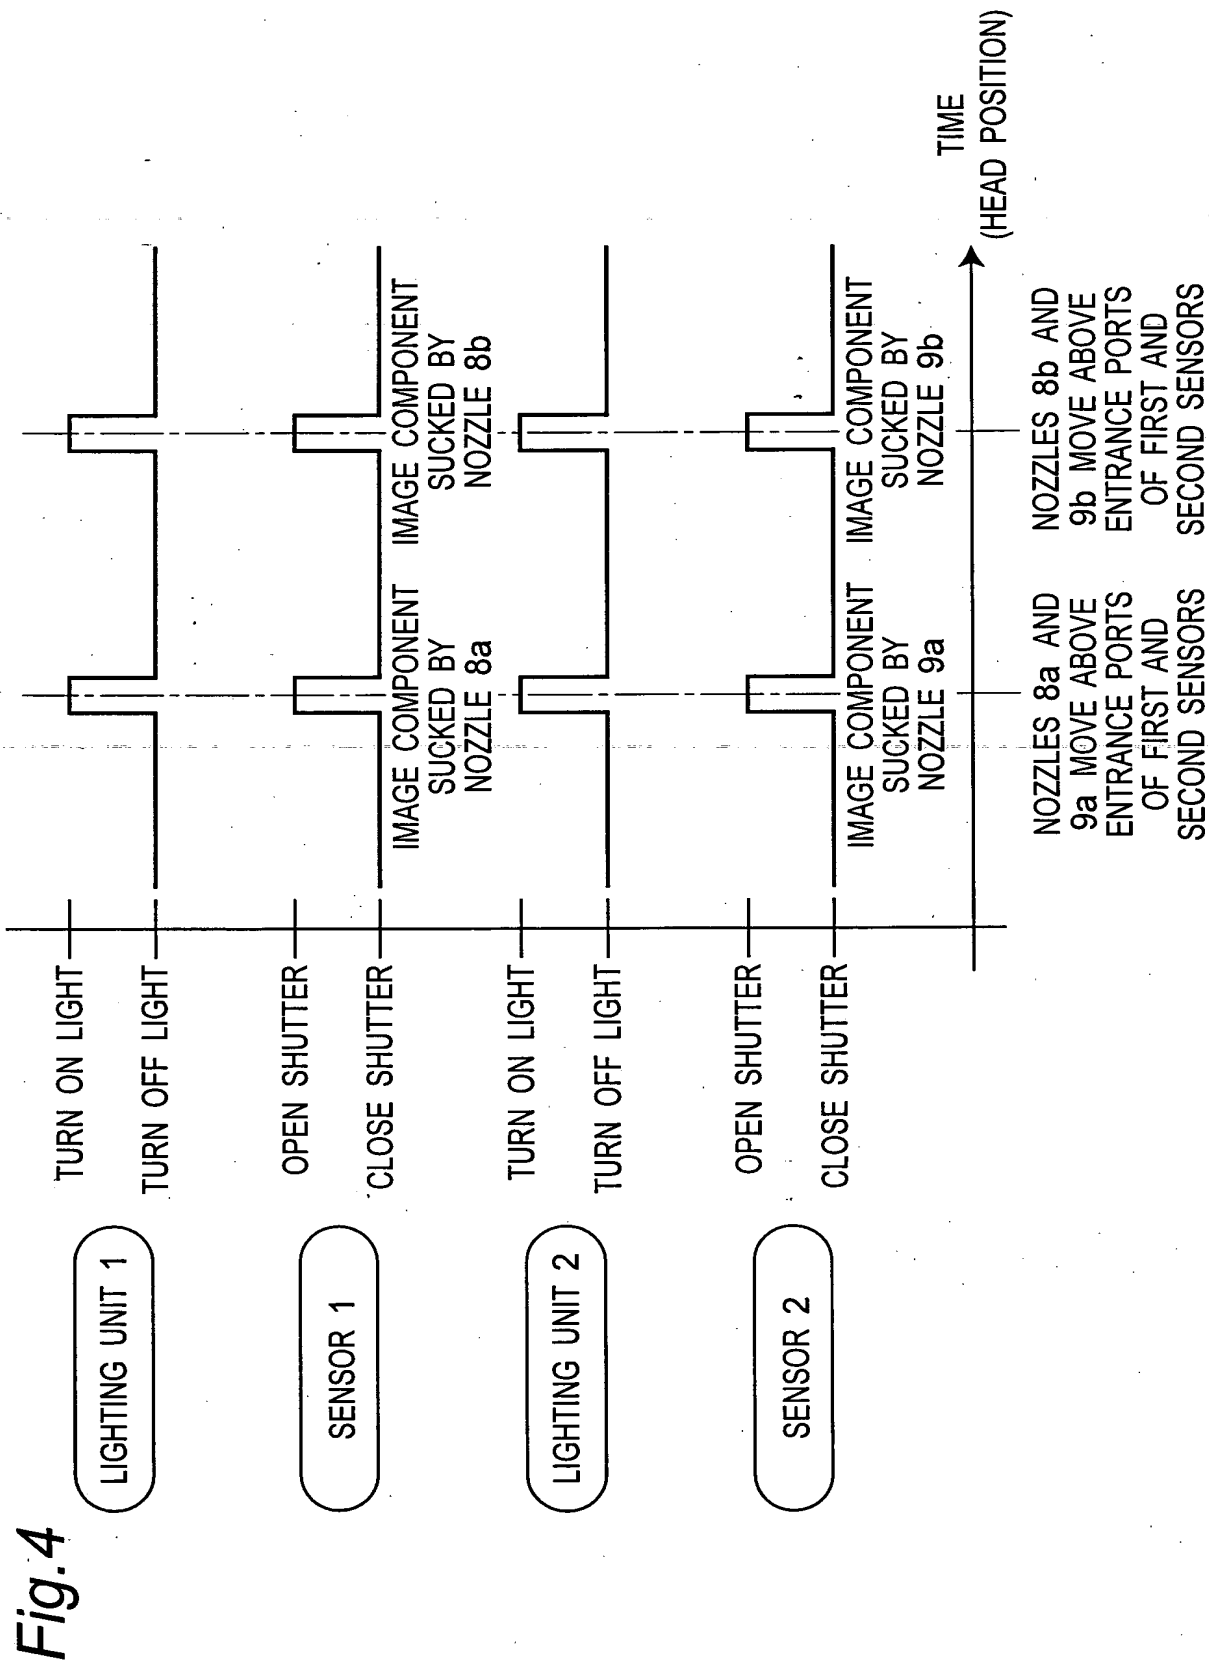 Fig.4
LIGHTING UNIT 1
TURN ON LIGHT
TURN OFF LIGHT
SENSOR 1
OPEN SHUTTER
CLOSE SHUTTER
IMAGE COMPONENT
SUCKED BY
NOZZLE 8a
IMAGE COMPONENT
SUCKED BY
NOZZLE 8b
LIGHTING UNIT 2
TURN ON LIGHT
TURN OFF LIGHT
SENSOR 2
OPEN SHUTTER
CLOSE SHUTTER
IMAGE COMPONENT
SUCKED BY
NOZZLE 9a
IMAGE COMPONENT
SUCKED BY
NOZZLE 9b
TIME
(HEAD POSITION)
NOZZLES 8a AND
9a MOVE ABOVE
ENTRANCE PORTS
OF FIRST AND
SECOND SENSORS
NOZZLES 8b AND
9b MOVE ABOVE
ENTRANCE PORTS
OF FIRST AND
SECOND SENSORS